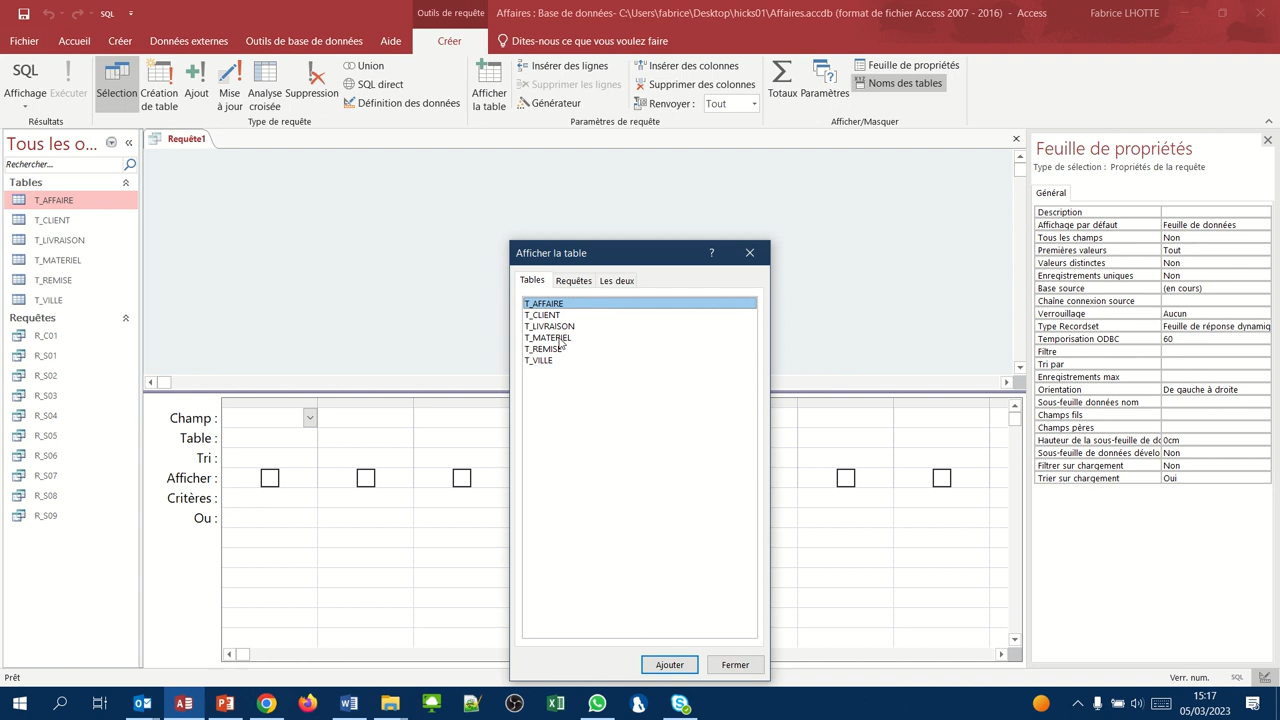 SQL
Outils de requête
Affaires : Base de données- C:\Users\fabrice\Desktop\hicks01\Affaires.accdb (format de fichier Access 2007 - 2016) - Access
Fabrice LHOTTE
Fichier
Accueil
Créer
Données externes
Outils de base de données
Aide
Créer
Dites-nous ce que vous voulez faire
SQL
Affichage
Exécuter
Résultats
Sélection
Création de table
Ajout
Mise à jour
Analyse croisée
Suppression
Union
SQL direct
Définition des données
Type de requête
Afficher la table
Insérer des lignes
Supprimer les lignes
Générateur
Insérer des colonnes
Supprimer des colonnes
Renvoyer : Tout
Paramètres de requête
Totaux
Paramètres
Feuille de propriétés
Noms des tables
Afficher/Masquer
Tous les o...
Rechercher...
Tables
T_AFFAIRE
T_CLIENT
T_LIVRAISON
T_MATERIEL
T_REMISE
T_VILLE
Requêtes
R_C01
R_S01
R_S02
R_S03
R_S04
R_S05
R_S06
R_S07
R_S08
R_S09
Requête1
Champ :
Table :
Tri :
Afficher :
Critères :
Ou :
Afficher la table
?
Tables
Requêtes
Les deux
T_AFFAIRE
T_CLIENT
T_LIVRAISON
T_MATERIEL
T_REMISE
T_VILLE
Ajouter
Fermer
Feuille de propriétés
Type de sélection : Propriétés de la requête
Général
Description
Affichage par défaut Feuille de données
Tous les champs Non
Premières valeurs Tout
Valeurs distinctes Non
Enregistrements uniques Non
Base source (en cours)
Chaîne connexion source
Verrouillage Aucun
Type Recordset Feuille de réponse dynamiq
Temporisation ODBC 60
Filtre
Tri par
Enregistrements max
Orientation De gauche à droite
Sous-feuille données nom
Champs fils
Champs pères
Hauteur de la sous-feuille de do 0cm
Sous-feuille de données dévelo Non
Filtrer sur chargement Non
Trier sur chargement Oui
Prêt
Verr. num.
SQL
15:17
05/03/2023